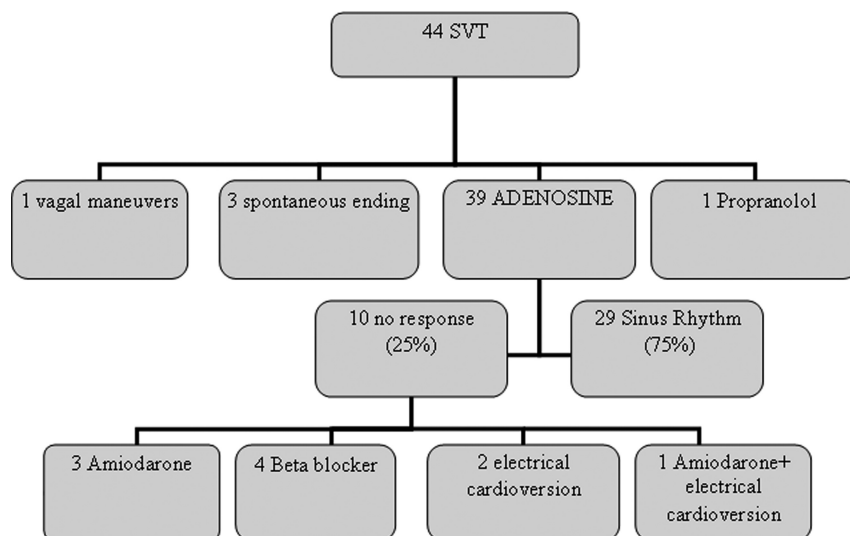 44 SVT
1 vagal maneuvers
3 spontaneous ending
39 ADENOSINE
1 Propranolol
10 no response
(25%)
29 Sinus Rhythm
(75%)
3 Amiodarone
4 Beta blocker
2 electrical
cardioversion
1 Amiodarone+
electrical
cardioversion